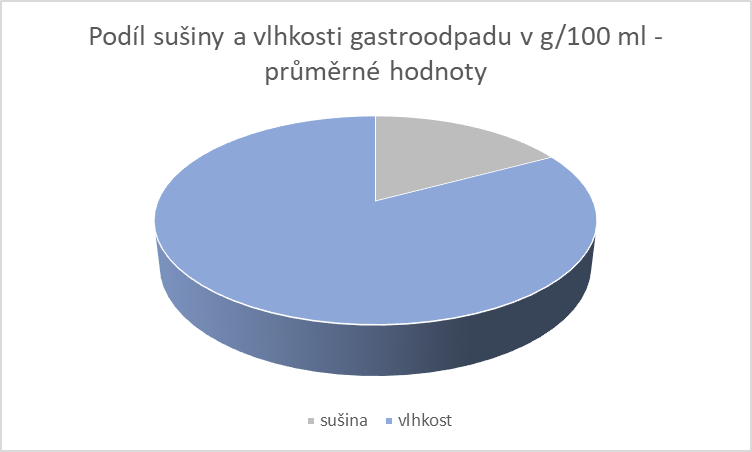 Podíl sušiny a vlhkosti gastroodpadu v g/100 ml -
průměrné hodnoty
sušina vlhkost